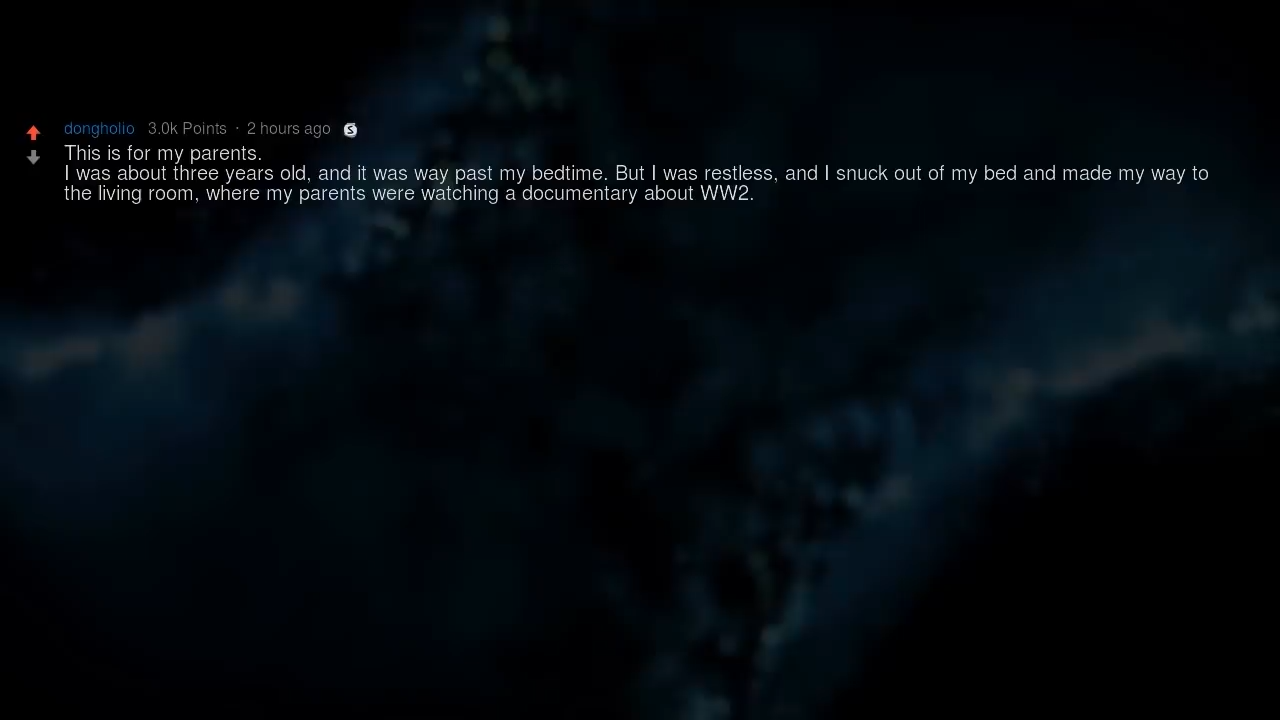 dongholio 3.0k Points · 2 hours ago S
This is for my parents.
I was about three years old, and it was way past my bedtime. But I was restless, and I snuck out of my bed and made my way to
the living room, where my parents were watching a documentary about WW2.